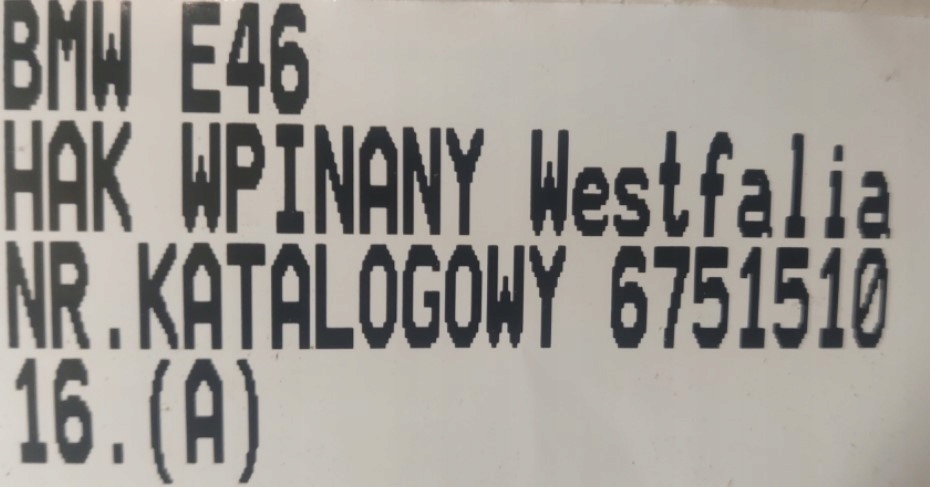 BMW E46
HAK WPINANY Westfalia
NR.KATALOGOWY 6751510
16.(A)